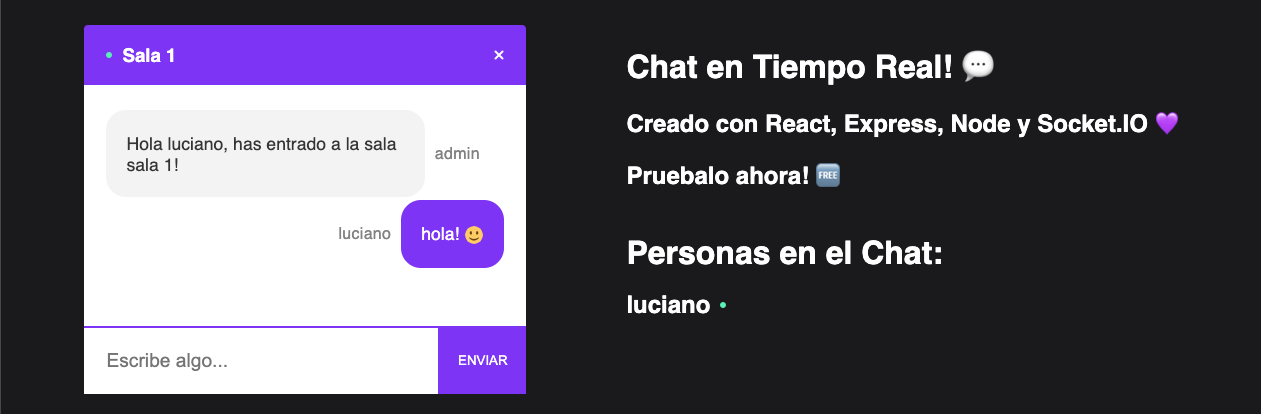 Sala 1
×
Hola luciano, has entrado a la sala
sala 1!
admin
luciano
hola! 🙂
Escribe algo...
ENVIAR
Chat en Tiempo Real! 💬
Creado con React, Express, Node y Socket.IO 💜
Pruebalo ahora! 🆓
Personas en el Chat:
luciano